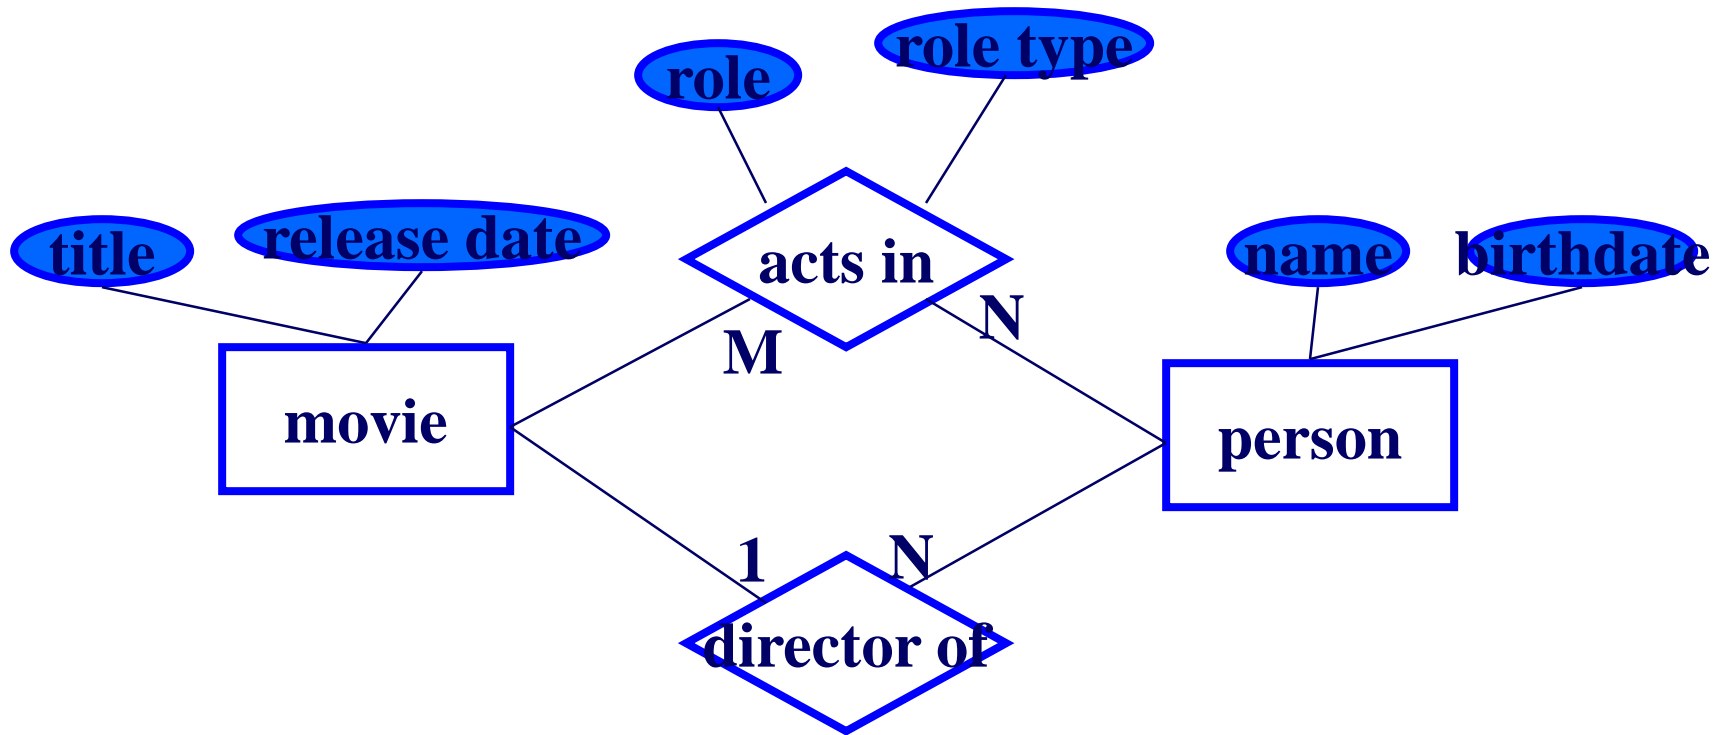 role type
role
release date
title
name
birthdate
acts in
N
M
movie
person
1
N
director of